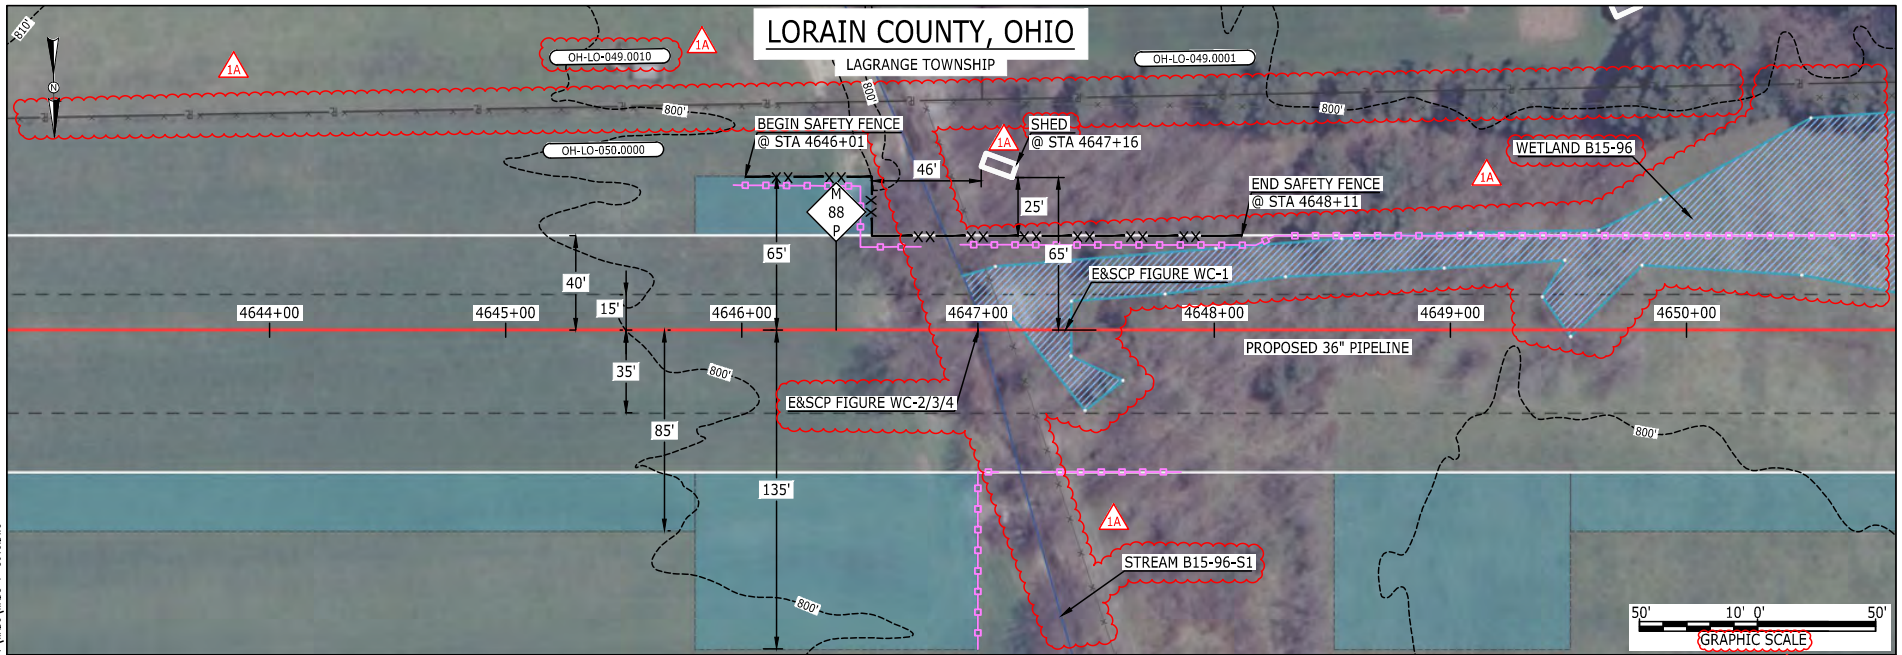 LORAIN COUNTY, OHIO
LAGRANGE TOWNSHIP
810'
1A
OH-LO-049.0010
1A
OH-LO-049.0001
N
800'
800'
800'
BEGIN SAFETY FENCE
@ STA 4646+01
1A
SHED
@ STA 4647+16
OH-LO-050.0000
WETLAND B15-96
46'
1A
END SAFETY FENCE
@ STA 4648+11
M
88
P
25'
65'
65'
40'
E&SCP FIGURE WC-1
15'
4644+00
4645+00
4646+00
4647+00
4648+00
4649+00
4650+00
PROPOSED 36" PIPELINE
35'
800'
E&SCP FIGURE WC-2/3/4
85'
800'
135'
1A
STREAM B15-96-S1
800'
50' 10' 0' 50'
GRAPHIC SCALE